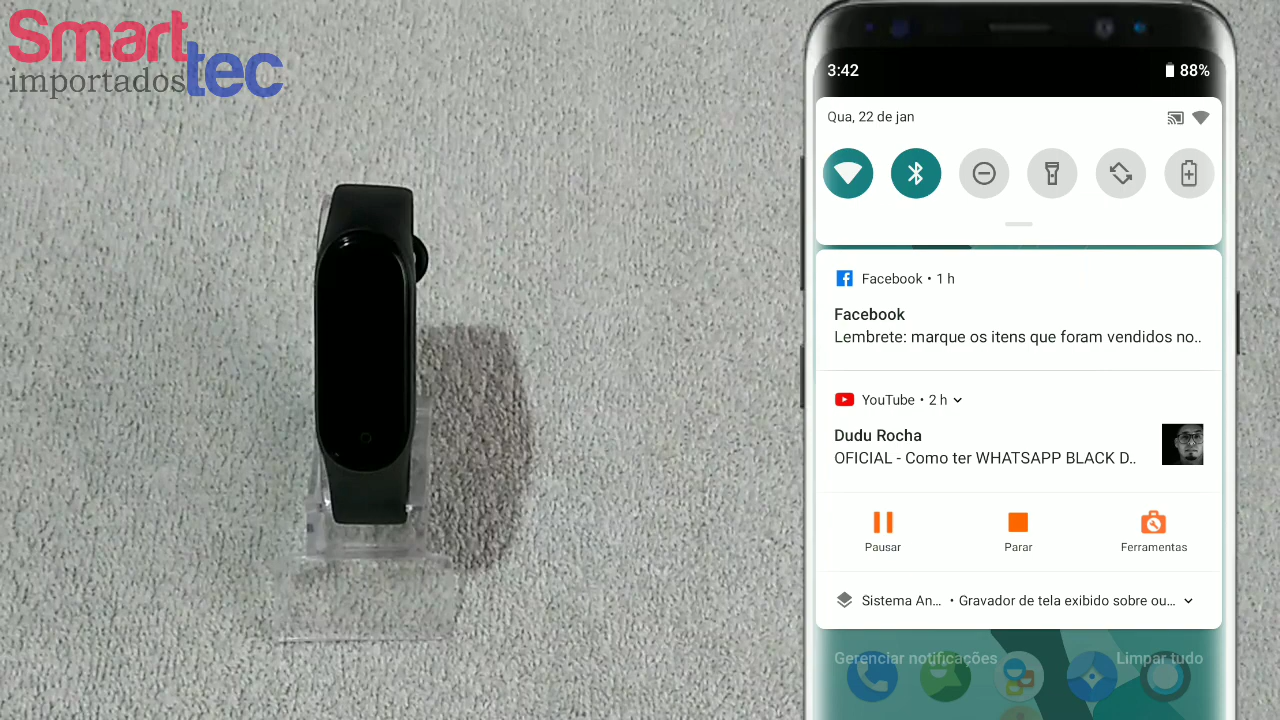 Smart
importados tec
3:42
88%
Qua, 22 de jan
Facebook • 1 h
Facebook
Lembrete: marque os itens que foram vendidos no..
YouTube • 2 h
Dudu Rocha
OFICIAL - Como ter WHATSAPP BLACK D..
Pausar
Parar
Ferramentas
Sistema An... • Gravador de tela exibido sobre ou...
Gerenciar notificações
Limpar tudo